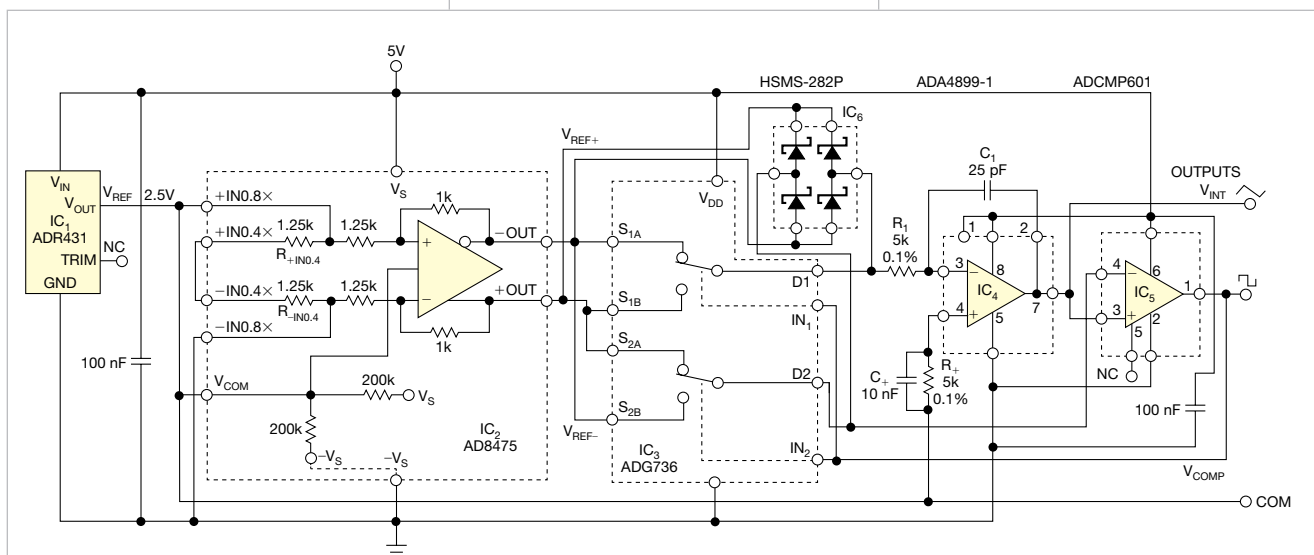 5V
HSMS-282P
ADA4899-1
ADCMP601
IC6
VREF+
C1
25 pF
OUTPUTS
VINT
VIN
VOUT
IC1
ADR431
TRIM
GND
VREF
2.5V
NC
+IN0.8×
VS
1k
1.25k
1.25k
+IN0.4×
R+IN0.4
+
−OUT
−IN0.4×
1.25k
1.25k
R−IN0.4
−
+OUT
−IN0.8×
1k
100 nF
VCOM
200k
VS
200k
−VS
−VS
IC2
AD8475
VDD
S1A
S1B
S2A
S2B
VREF−
D1
IN1
D2
IN2
IC3
ADG736
R1
5k
0.1%
1
2
3
−
8
IC4
4
+
5
7
C+
10 nF
R+
5k
0.1%
4
−
6
IC5
1
3
+
2
5
NC
100 nF
VCOMP
COM